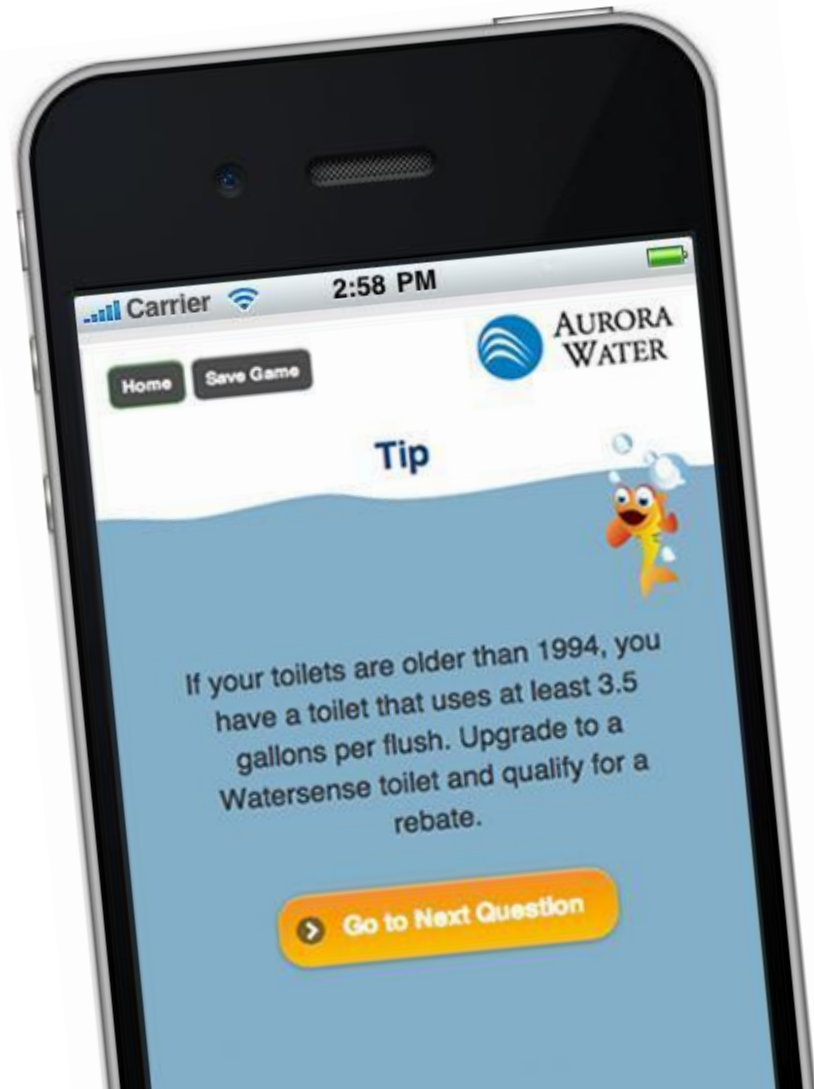 Carrier 2:58 PM
AURORA
WATER
Home Save Game
Tip
If your toilets are older than 1994, you
have a toilet that uses at least 3.5
gallons per flush. Upgrade to a
Watersense toilet and qualify for a
rebate.
Go to Next Question